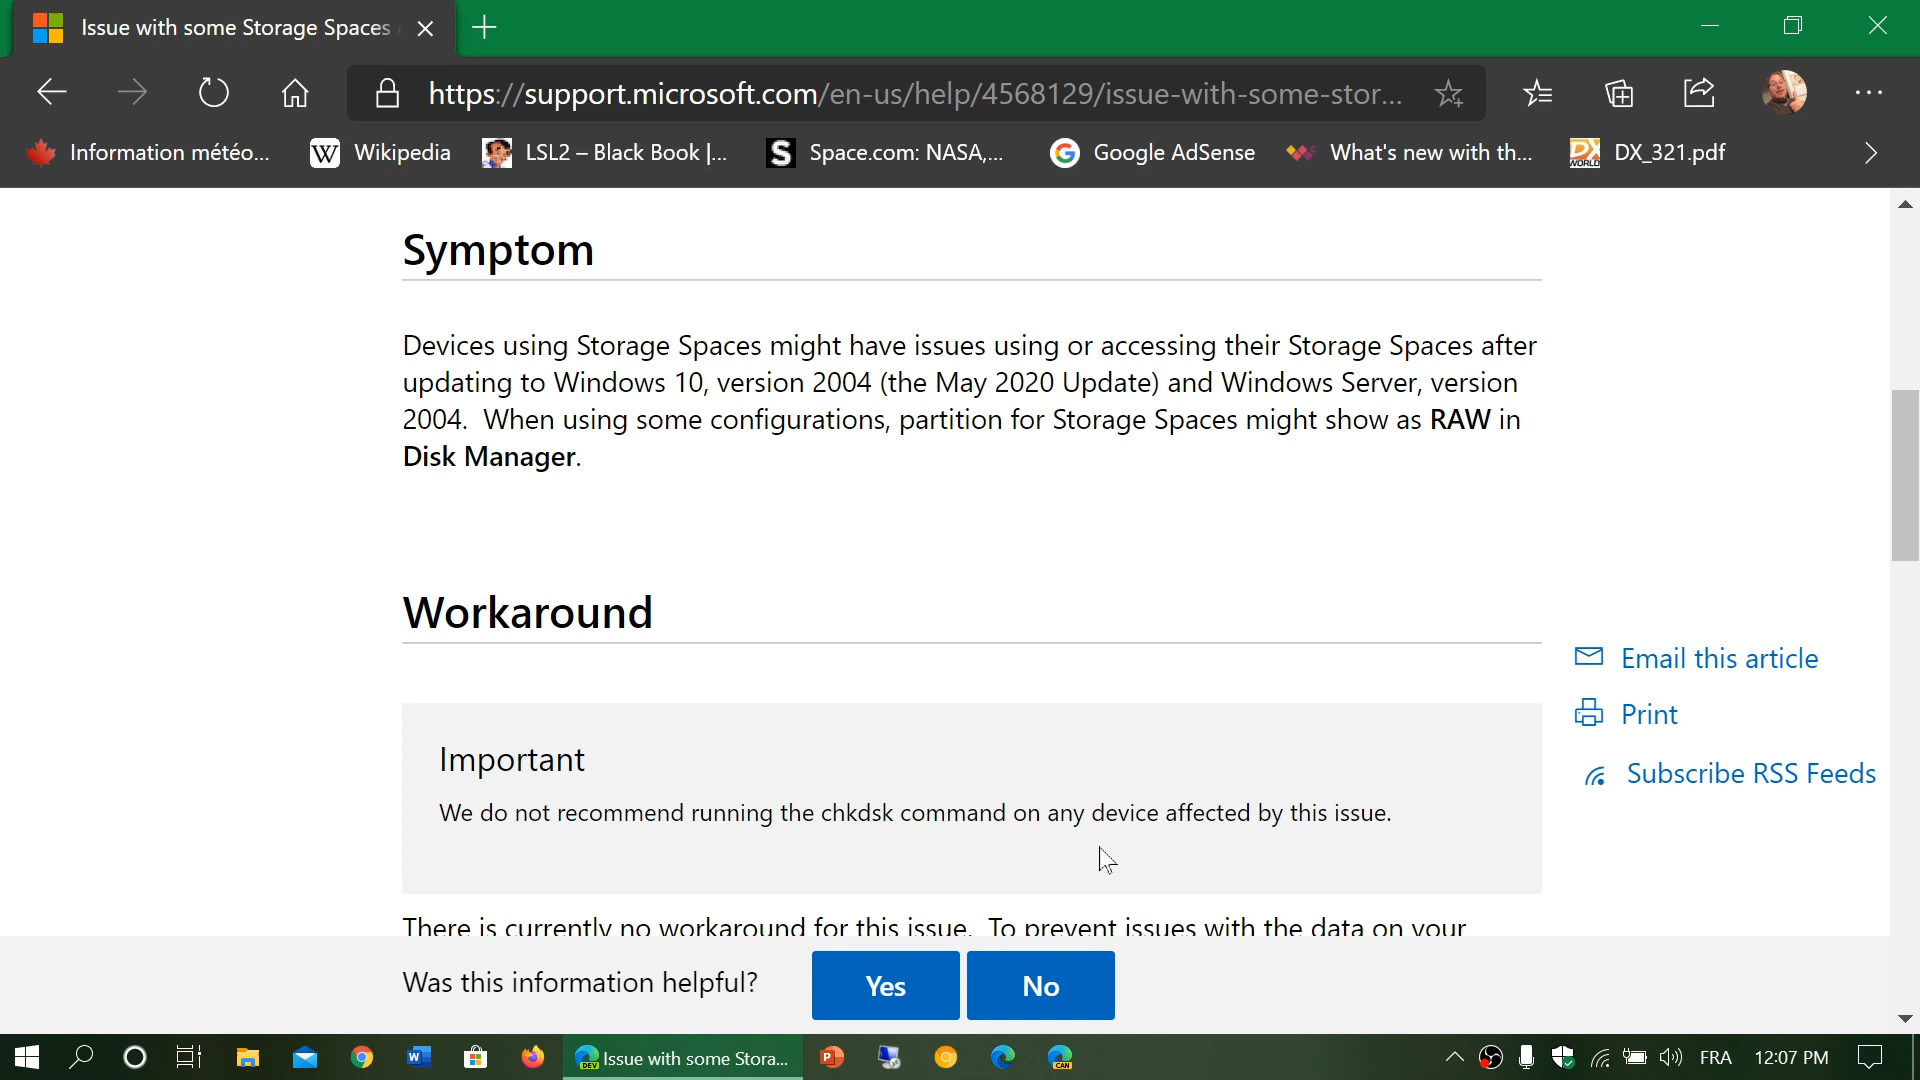 Issue with some Storage Spaces
https://support.microsoft.com/en-us/help/4568129/issue-with-some-stor...
Information météo... Wikipedia LSL2 – Black Book |... Space.com: NASA,... Google AdSense What's new with th... DX_321.pdf
Symptom
Devices using Storage Spaces might have issues using or accessing their Storage Spaces after
updating to Windows 10, version 2004 (the May 2020 Update) and Windows Server, version
2004.  When using some configurations, partition for Storage Spaces might show as RAW in
Disk Manager.
Workaround
Email this article
Print
Subscribe RSS Feeds
Important
We do not recommend running the chkdsk command on any device affected by this issue.
There is currently no workaround for this issue.  To prevent issues with the data on your
Was this information helpful? Yes No
Issue with some Stora... FRA 12:07 PM